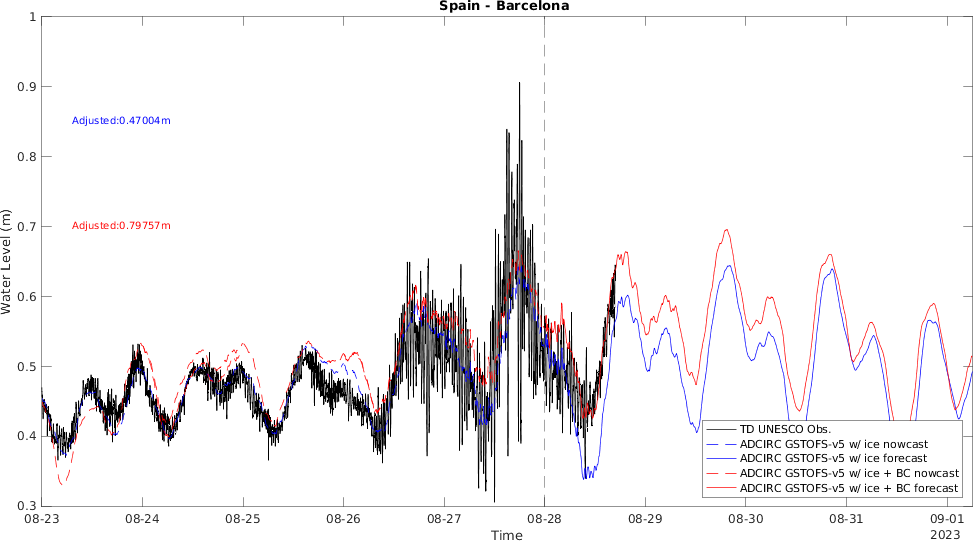 Spain - Barcelona
1
0.9
0.8
0.7
0.6
0.5
0.4
0.3
Water Level (m)
Adjusted:0.47004m
Adjusted:0.79757m
TD UNESCO Obs.
ADCIRC GSTOFS-v5 w/ ice nowcast
ADCIRC GSTOFS-v5 w/ ice forecast
ADCIRC GSTOFS-v5 w/ ice + BC nowcast
ADCIRC GSTOFS-v5 w/ ice + BC forecast
08-23 08-24 08-25 08-26 08-27 08-28 08-29 08-30 08-31 09-01
2023
Time